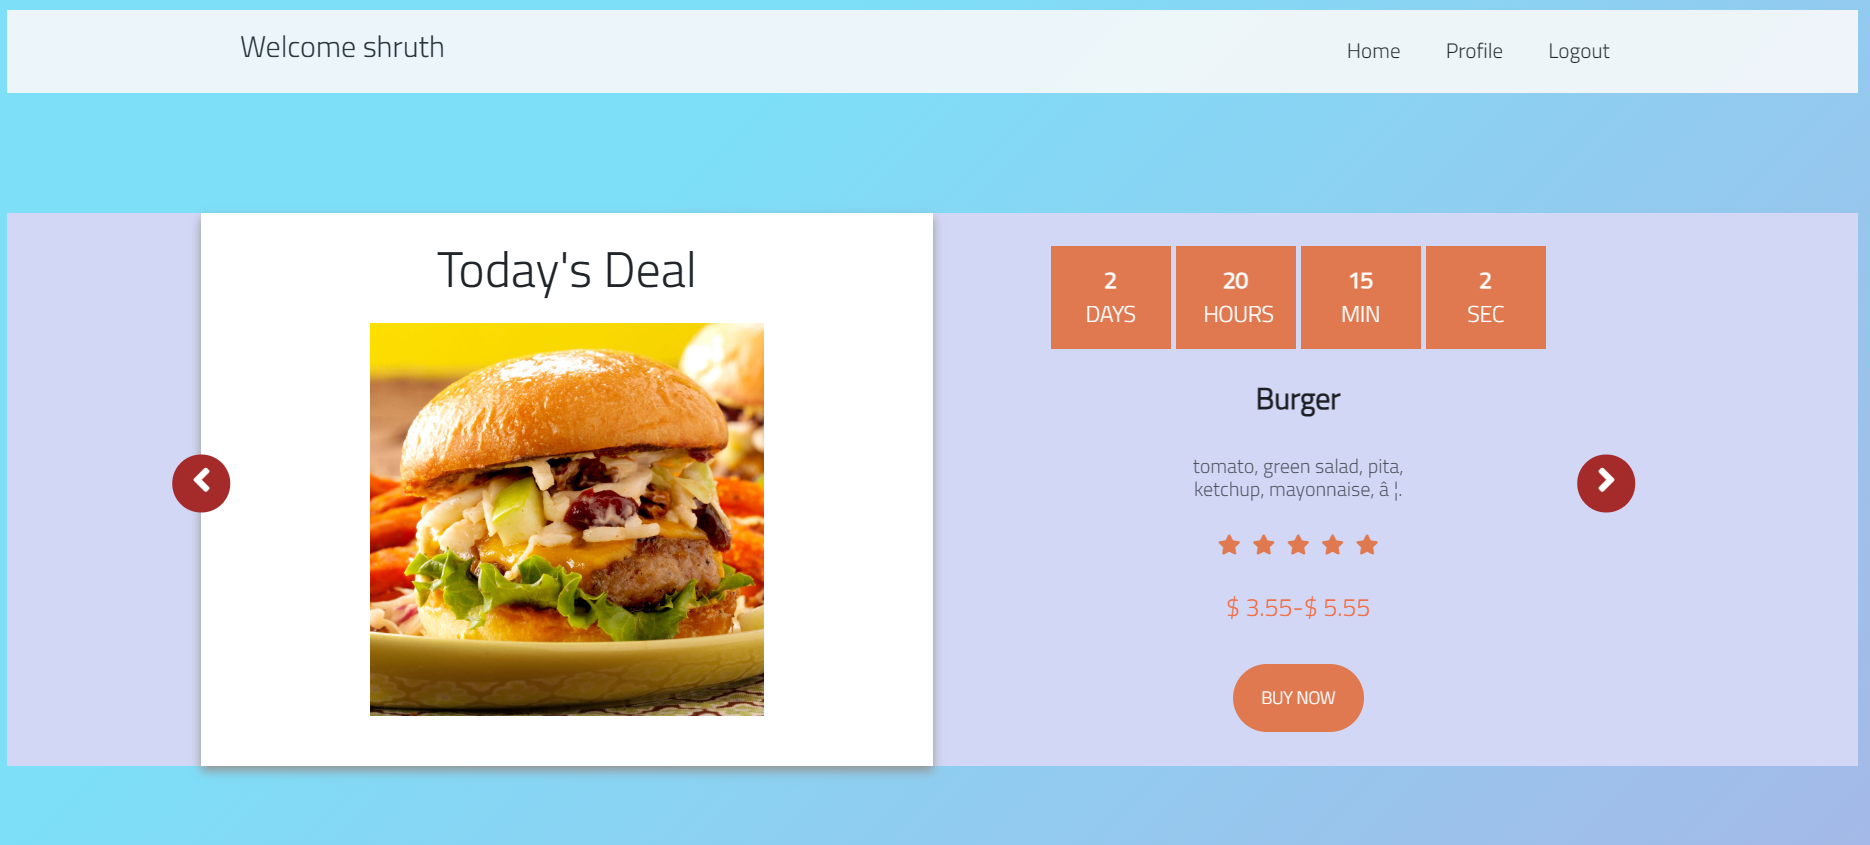 Welcome shruth
Home Profile Logout
Today's Deal
2 20 15 2
DAYS HOURS MIN SEC
Burger
tomato, green salad, pita,
ketchup, mayonnaise, â ¦.
$ 3.55-$ 5.55
BUY NOW